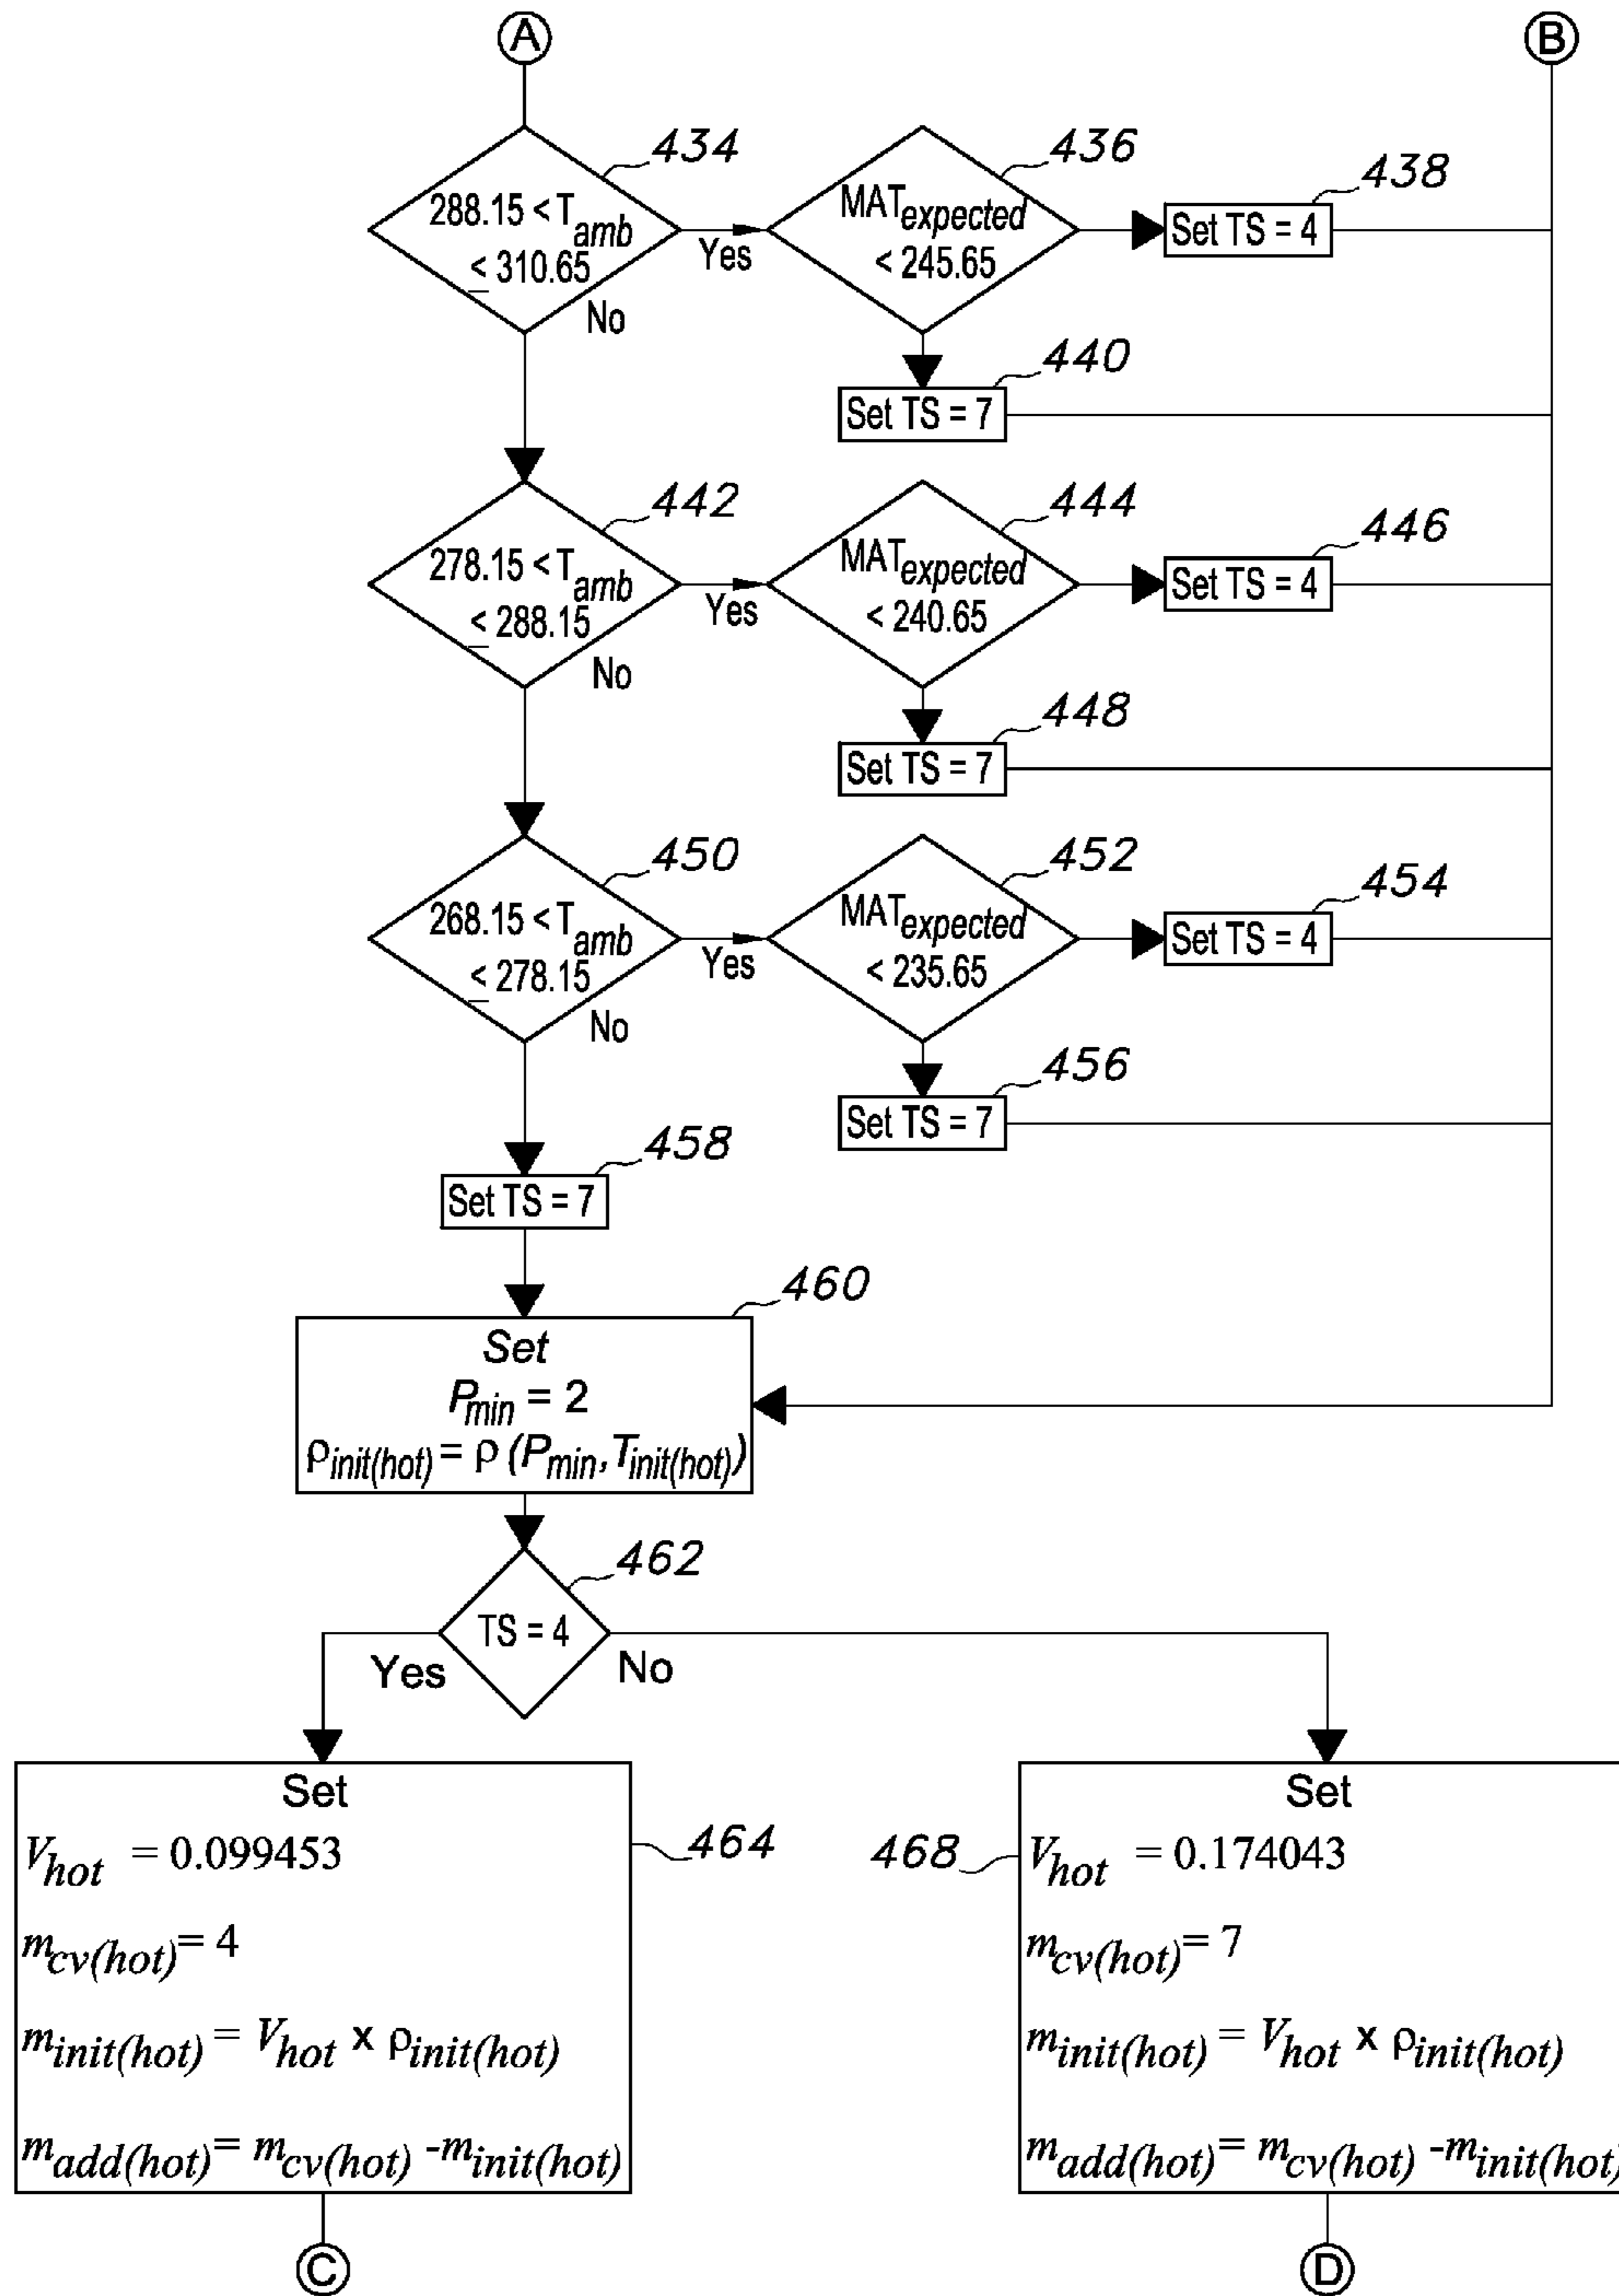 A
B
434
288.15 < Tamb
≤ 310.65
Yes
No
436
MATexpected
< 245.65
438
Set TS = 4
440
Set TS = 7
442
278.15 < Tamb
≤ 288.15
Yes
No
444
MATexpected
< 240.65
446
Set TS = 4
448
Set TS = 7
450
268.15 < Tamb
≤ 278.15
Yes
No
452
MATexpected
< 235.65
454
Set TS = 4
456
Set TS = 7
458
Set TS = 7
460
Set
Pmin = 2
ρinit(hot) = ρ (Pmin, Tinit(hot))
462
TS = 4
Yes
No
464
Set
Vhot = 0.099453
mcv(hot) = 4
minit(hot) = Vhot x ρinit(hot)
madd(hot) = mcv(hot) -minit(hot)
C
468
Set
Vhot = 0.174043
mcv(hot) = 7
minit(hot) = Vhot x ρinit(hot)
madd(hot) = mcv(hot) -minit(hot)
D